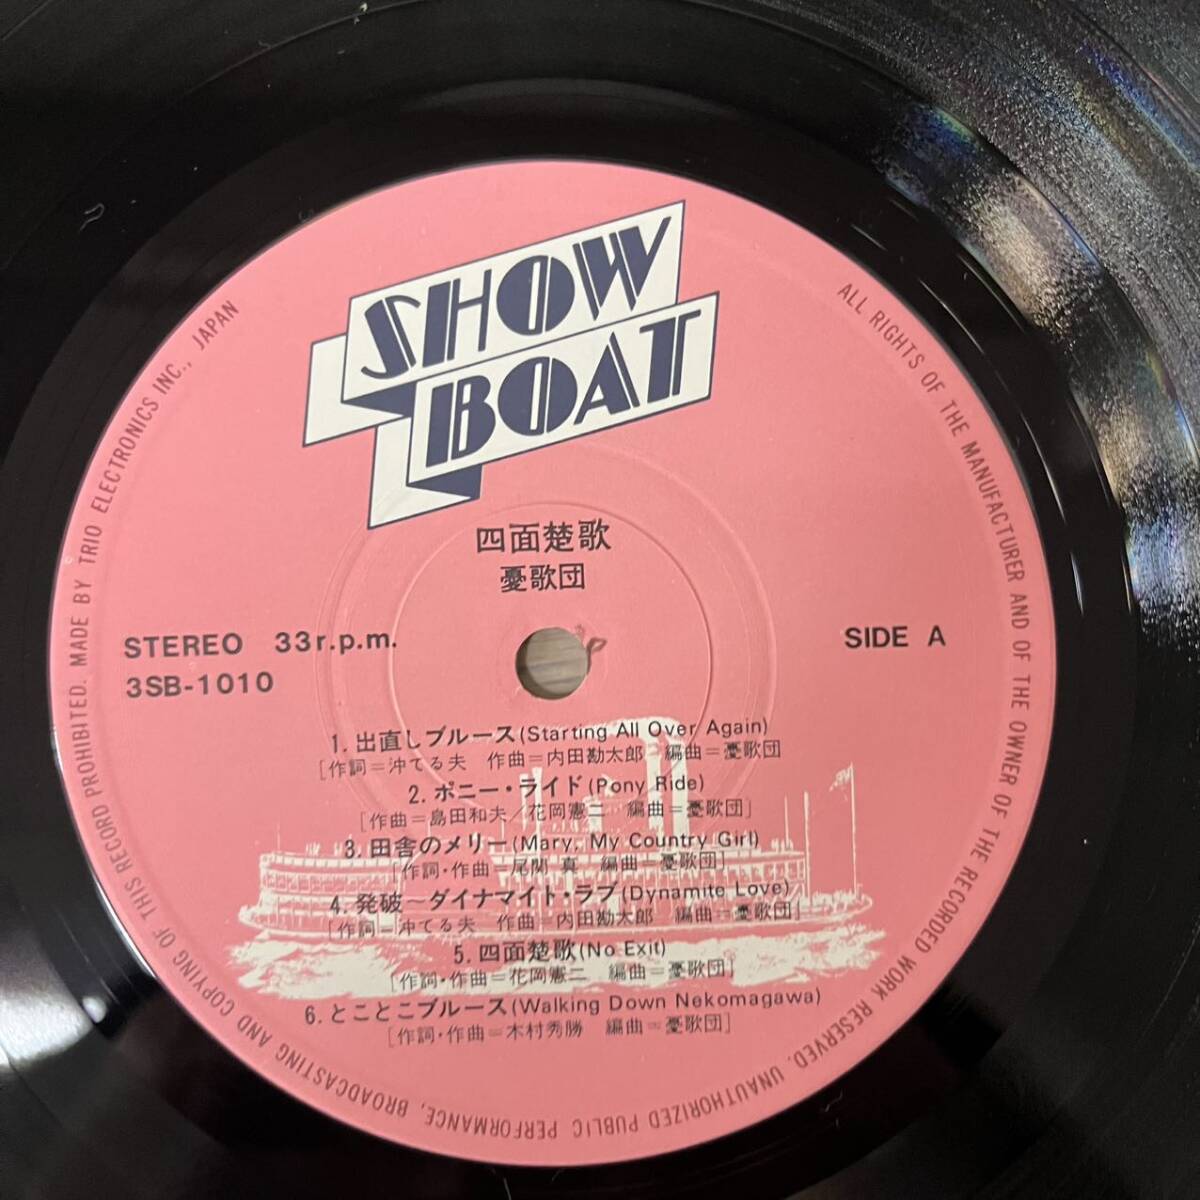 SHOW
BOAT
四面楚歌
憂歌団
STEREO 33 r.p.m.
3SB-1010
SIDE A
1. 出直しブルース (Starting All Over Again)
[作詞=沖てる夫 作曲=内田勘太郎 編曲=憂歌団
2. ポニー・ライド (Pony Ride)
[作曲=島田和夫/花岡憲二 編曲=憂歌団]
3. 田舎のメリー (Mary, My Country Girl)
[作詞・作曲=尾関 真 編曲=憂歌団]
4. 発破~ダイナマイト・ラブ (Dynamite Love)
[作詞=沖てる夫 作曲=内田勘太郎 編曲=憂歌団]
5. 四面楚歌 (No Exit)
[作詞・作曲=花岡憲二 編曲=憂歌団]
6. とことこブルース (Walking Down Nekomagawa)
[作詞・作曲=木村秀勝 編曲=憂歌団]
ALL RIGHTS OF THE MANUFACTURER AND OF THE OWNER OF THE RECORDED WORK RESERVED. UNAUTHORIZED PUBLIC PERFORMANCE, BROADCASTING AND COPYING OF THIS RECORD PROHIBITED. MADE BY TRIO ELECTRONICS INC., JAPAN